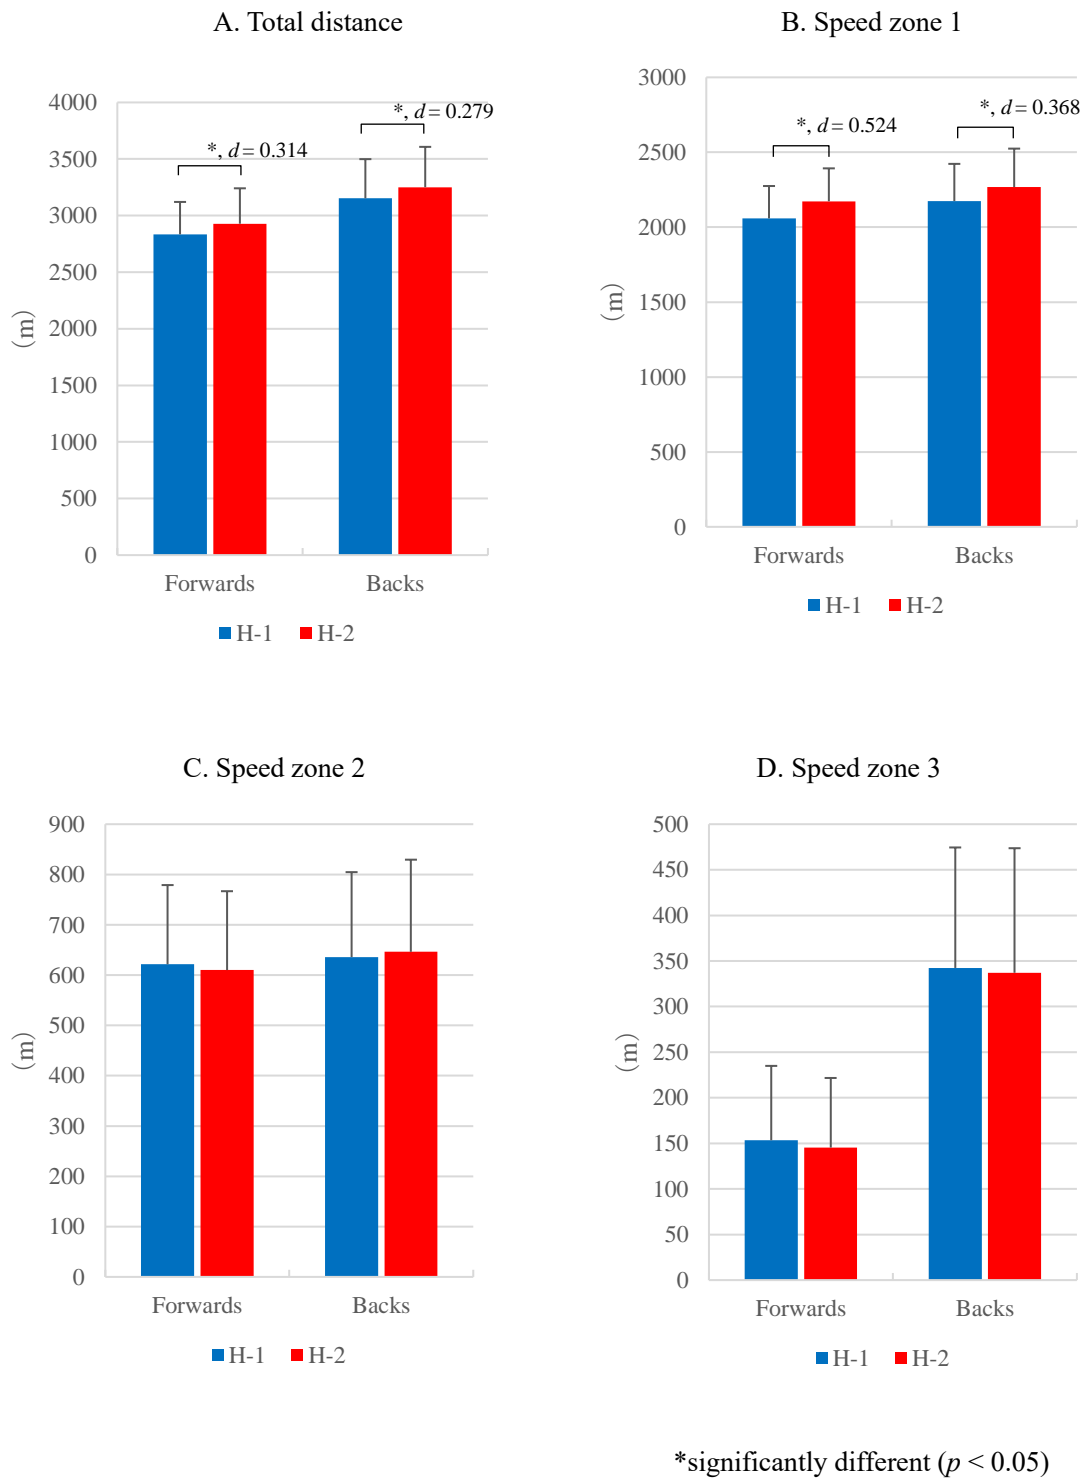 A. Total distance
4000
3500
3000
2500
2000
1500
1000
500
0
(m)
*, d = 0.314
*, d = 0.279
Forwards
Backs
H-1
H-2
B. Speed zone 1
3000
2500
2000
1500
1000
500
0
(m)
*, d = 0.524
*, d = 0.368
Forwards
Backs
H-1
H-2
C. Speed zone 2
900
800
700
600
500
400
300
200
100
0
(m)
Forwards
Backs
H-1
H-2
D. Speed zone 3
500
450
400
350
300
250
200
150
100
50
0
(m)
Forwards
Backs
H-1
H-2
*significantly different (p < 0.05)